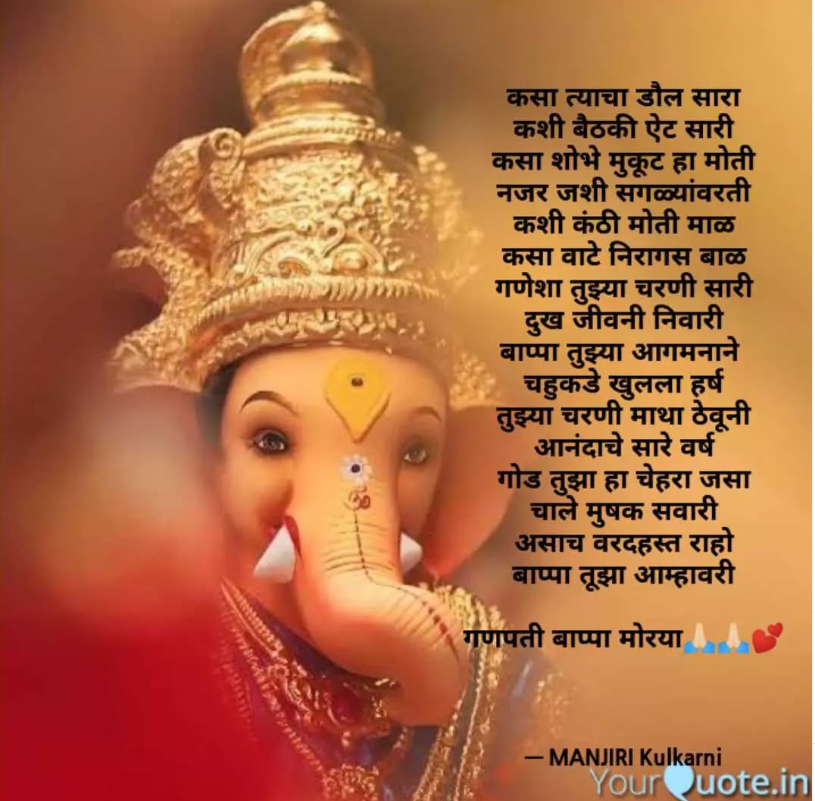 कसा त्याचा डौल सारा
कशी बैठकी ऐट सारी
कसा शोभे मुकूट हा मोती
नजर जशी सगळ्यांवरती
कशी कंठी मोती माळ
कसा वाटे निरागस बाळ
गणेशा तुझ्या चरणी सारी
दुख जीवनी निवारी
बाप्पा तुझ्या आगमनाने
चहुकडे खुलला हर्ष
तुझ्या चरणी माथा ठेवूनी
आनंदाचे सारे वर्ष
गोड तुझा हा चेहरा जसा
चाले मुषक सवारी
असाच वरदहस्त राहो
बाप्पा तूझा आम्हावरी
गणपती बाप्पा मोरया🙏🏻🙏🏻💕
— MANJIRI Kulkarni
YourQuote.in
ॐ